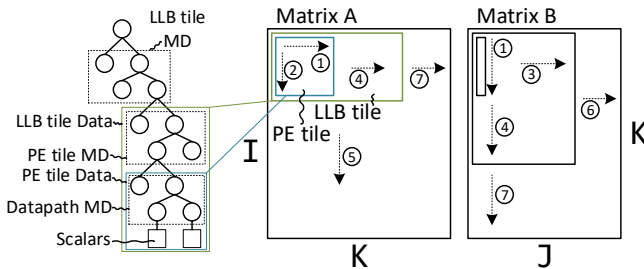 LLB tile
MD
LLB tile Data
PE tile MD
PE tile Data
Datapath MD
Scalars
Matrix A
①
②
④
⑦
LLB tile
PE tile
⑤
I
K
Matrix B
①
③
⑥
④
⑦
K
J